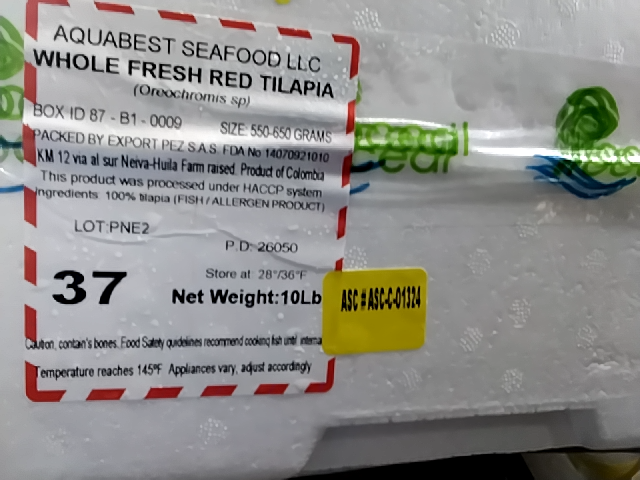 AQUABEST SEAFOOD LLC
WHOLE FRESH RED TILAPIA
(Oreochromis sp)
BOX ID 87 - B1 - 0009 SIZE: 550-650 GRAMS
PACKED BY EXPORT PEZ S.A.S. FDA No 14070921010
KM 12 via al sur Neiva-Huila Farm raised. Product of Colombia
This product was processed under HACCP system
Ingredients: 100% tilapia (FISH / ALLERGEN PRODUCT)
LOT:PNE2
P.D. 26050
37
Store at: 28°/36°F
Net Weight:10Lb
ASC # ASC-C-01324
Caution, contain's bones. Food Safety guidelines recommend cooking fish until interna
Temperature reaches 145ºF. Appliances vary, adjust accordingly